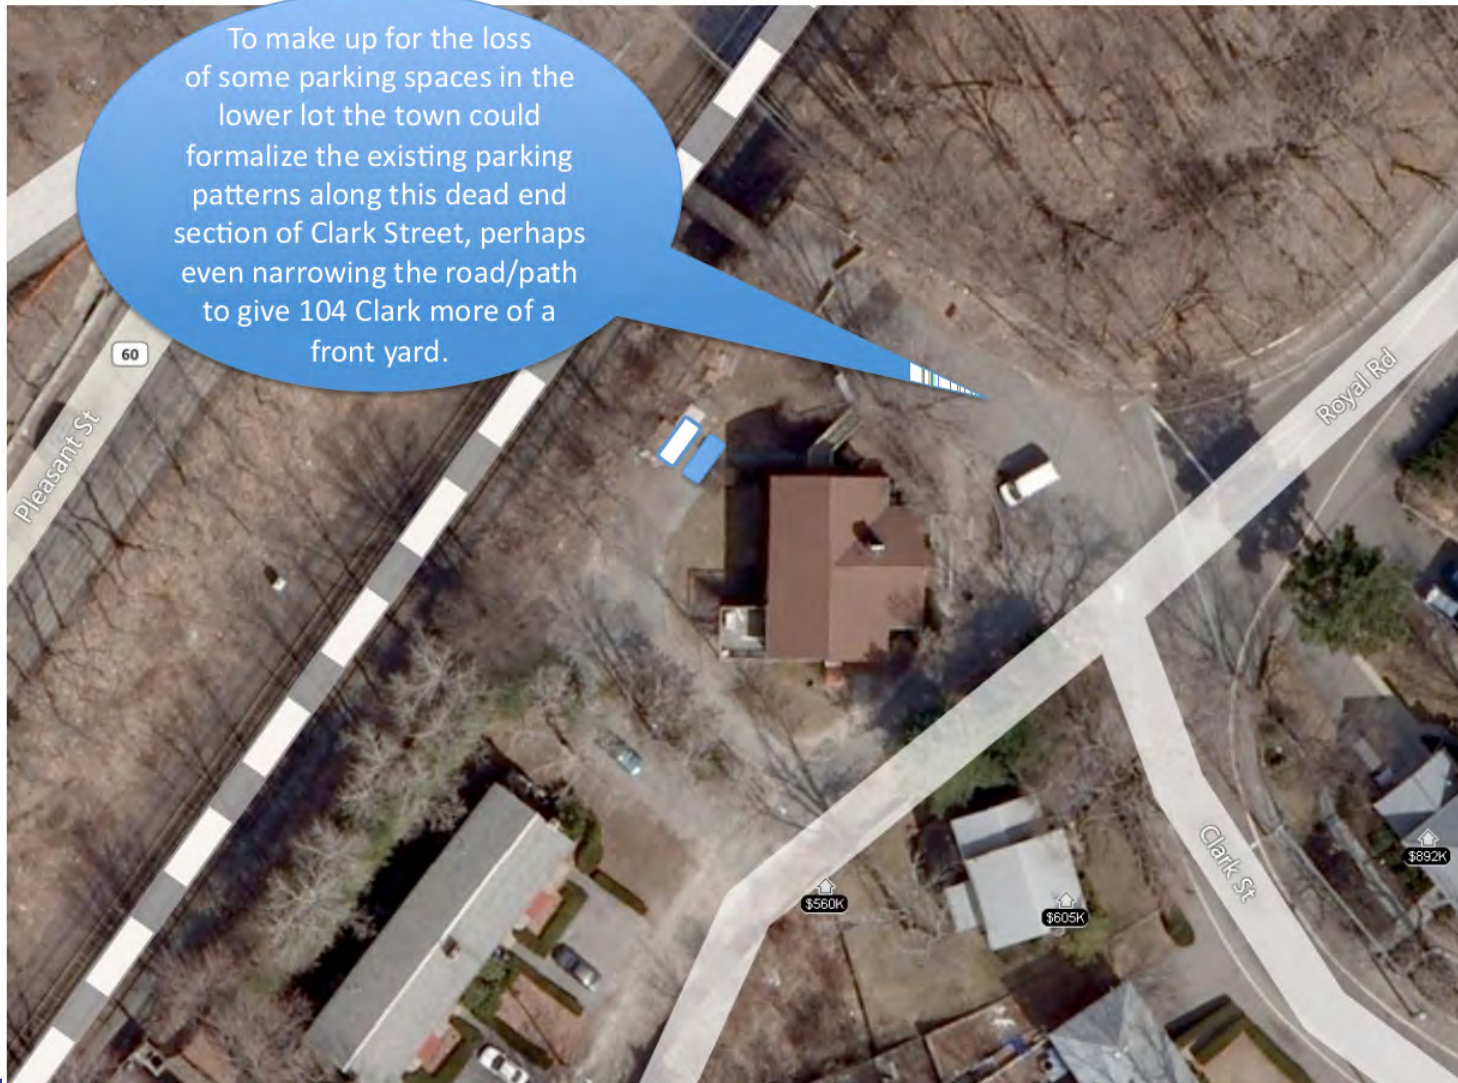 To make up for the loss
of some parking spaces in the
lower lot the town could
formalize the existing parking
patterns along this dead end
section of Clark Street, perhaps
even narrowing the road/path
to give 104 Clark more of a
front yard.
60
Pleasant St
Royal Rd
Clark St
$892K
$560K
$605K